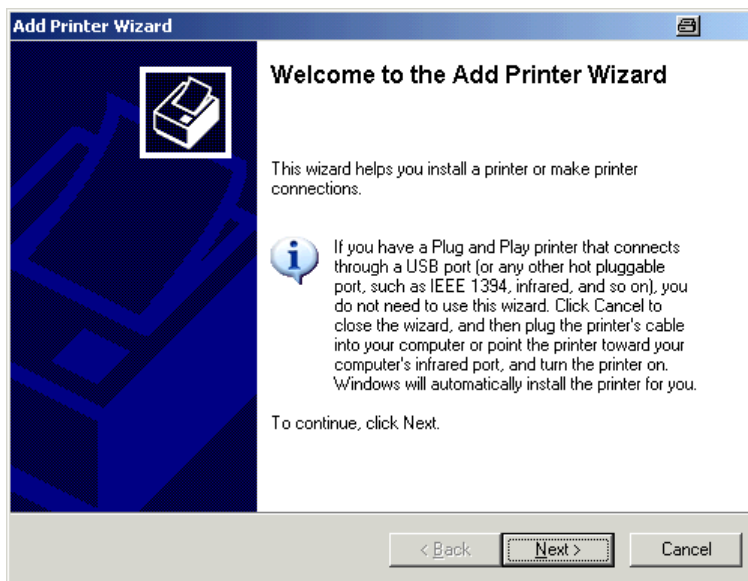 Add Printer Wizard
Welcome to the Add Printer Wizard
This wizard helps you install a printer or make printer
connections.
If you have a Plug and Play printer that connects
through a USB port (or any other hot pluggable
port, such as IEEE 1394, infrared, and so on), you
do not need to use this wizard. Click Cancel to
close the wizard, and then plug the printer's cable
into your computer or point the printer toward your
computer's infrared port, and turn the printer on.
Windows will automatically install the printer for you.
To continue, click Next.
< Back Next > Cancel